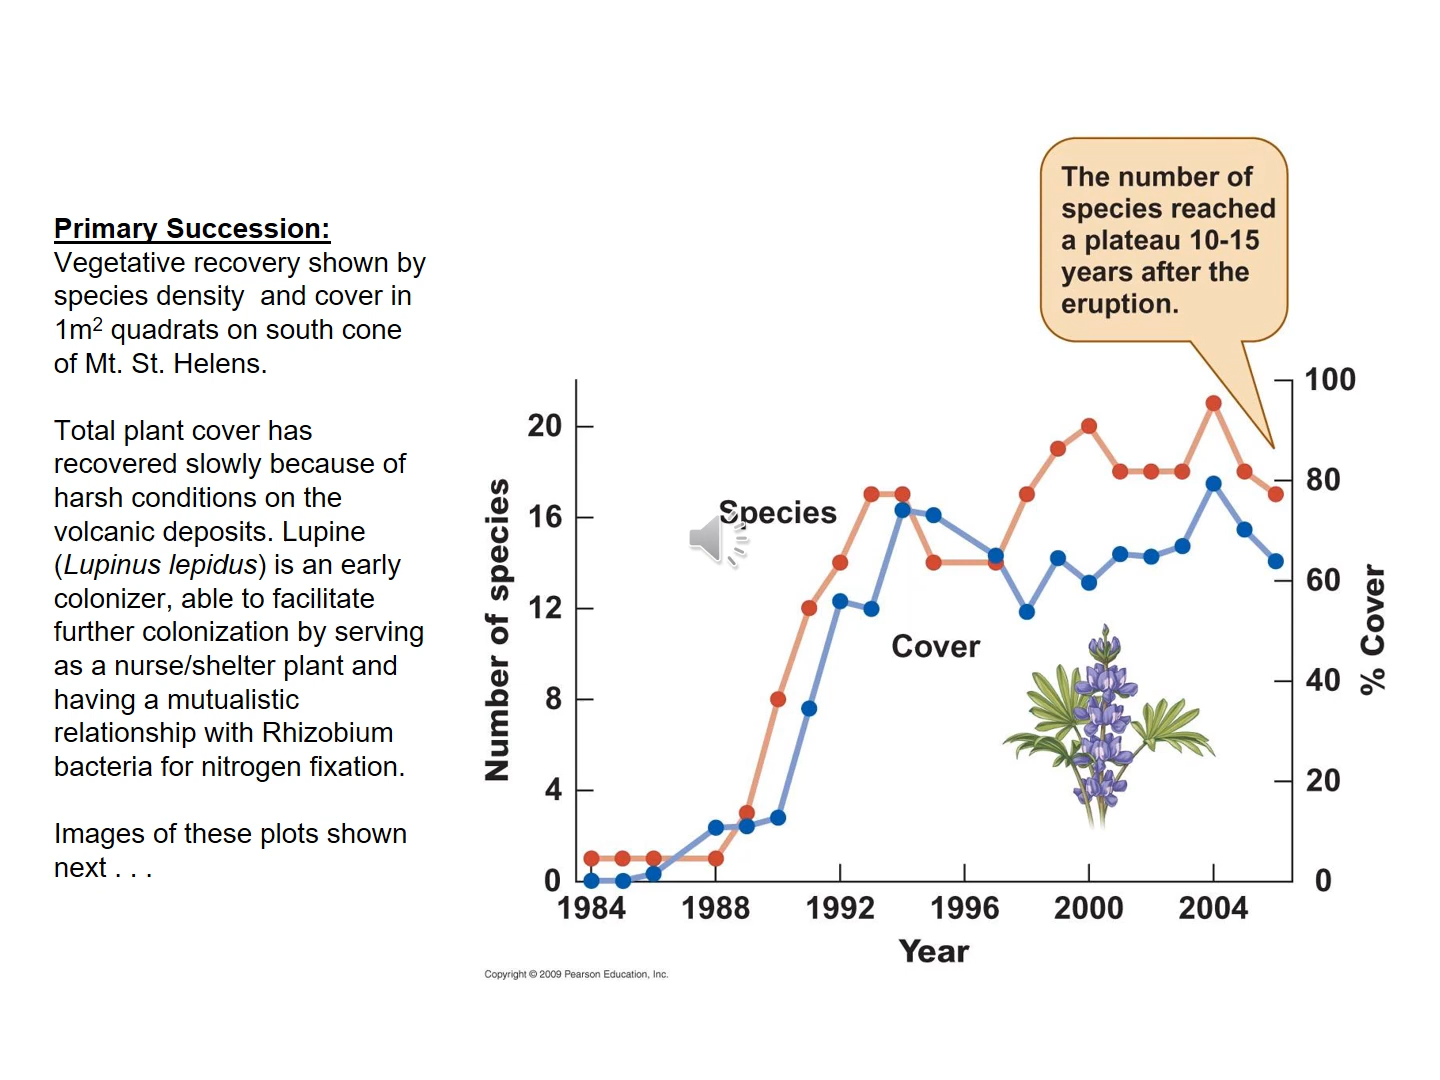 Primary Succession:
Vegetative recovery shown by
species density  and cover in
1m² quadrats on south cone
of Mt. St. Helens.
Total plant cover has
recovered slowly because of
harsh conditions on the
volcanic deposits. Lupine
(Lupinus lepidus) is an early
colonizer, able to facilitate
further colonization by serving
as a nurse/shelter plant and
having a mutualistic
relationship with Rhizobium
bacteria for nitrogen fixation.
Images of these plots shown
next . . .
The number of
species reached
a plateau 10-15
years after the
eruption.
Number of species
20
16
12
8
4
0
Species
Cover
100
80
60
40
20
0
% Cover
1984 1988 1992 1996 2000 2004
Year
Copyright © 2009 Pearson Education, Inc.